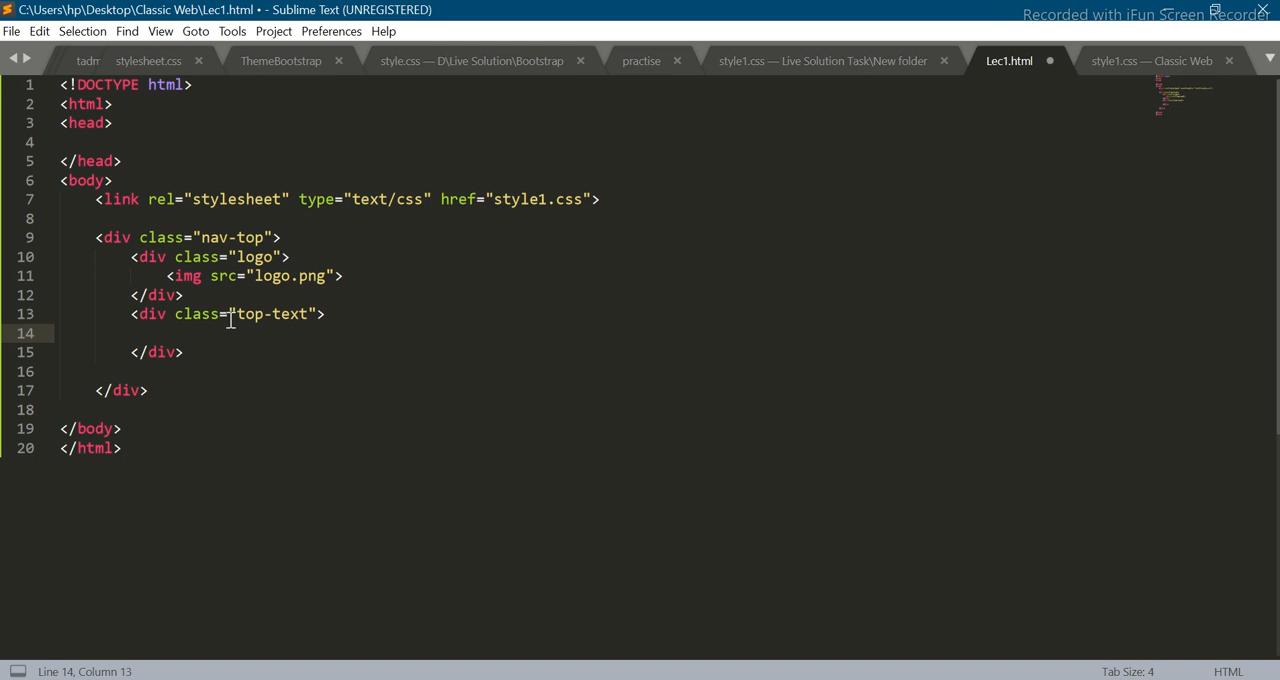 C:\Users\hp\Desktop\Classic Web\Lec1.html • - Sublime Text (UNREGISTERED)
Recorded with iFun Screen Recorder
File Edit Selection Find View Goto Tools Project Preferences Help
tadm stylesheet.css ThemeBootstrap style.css — D\Live Solution\Bootstrap practise style1.css — Live Solution Task\New folder Lec1.html style1.css — Classic Web
1 <!DOCTYPE html>
2 <html>
3 <head>
4
5 </head>
6 <body>
7 <link rel="stylesheet" type="text/css" href="style1.css">
8
9 <div class="nav-top">
10 <div class="logo">
11 <img src="logo.png">
12 </div>
13 <div class="top-text">
14
15 </div>
16
17 </div>
18
19 </body>
20 </html>
Line 14, Column 13 Tab Size: 4 HTML